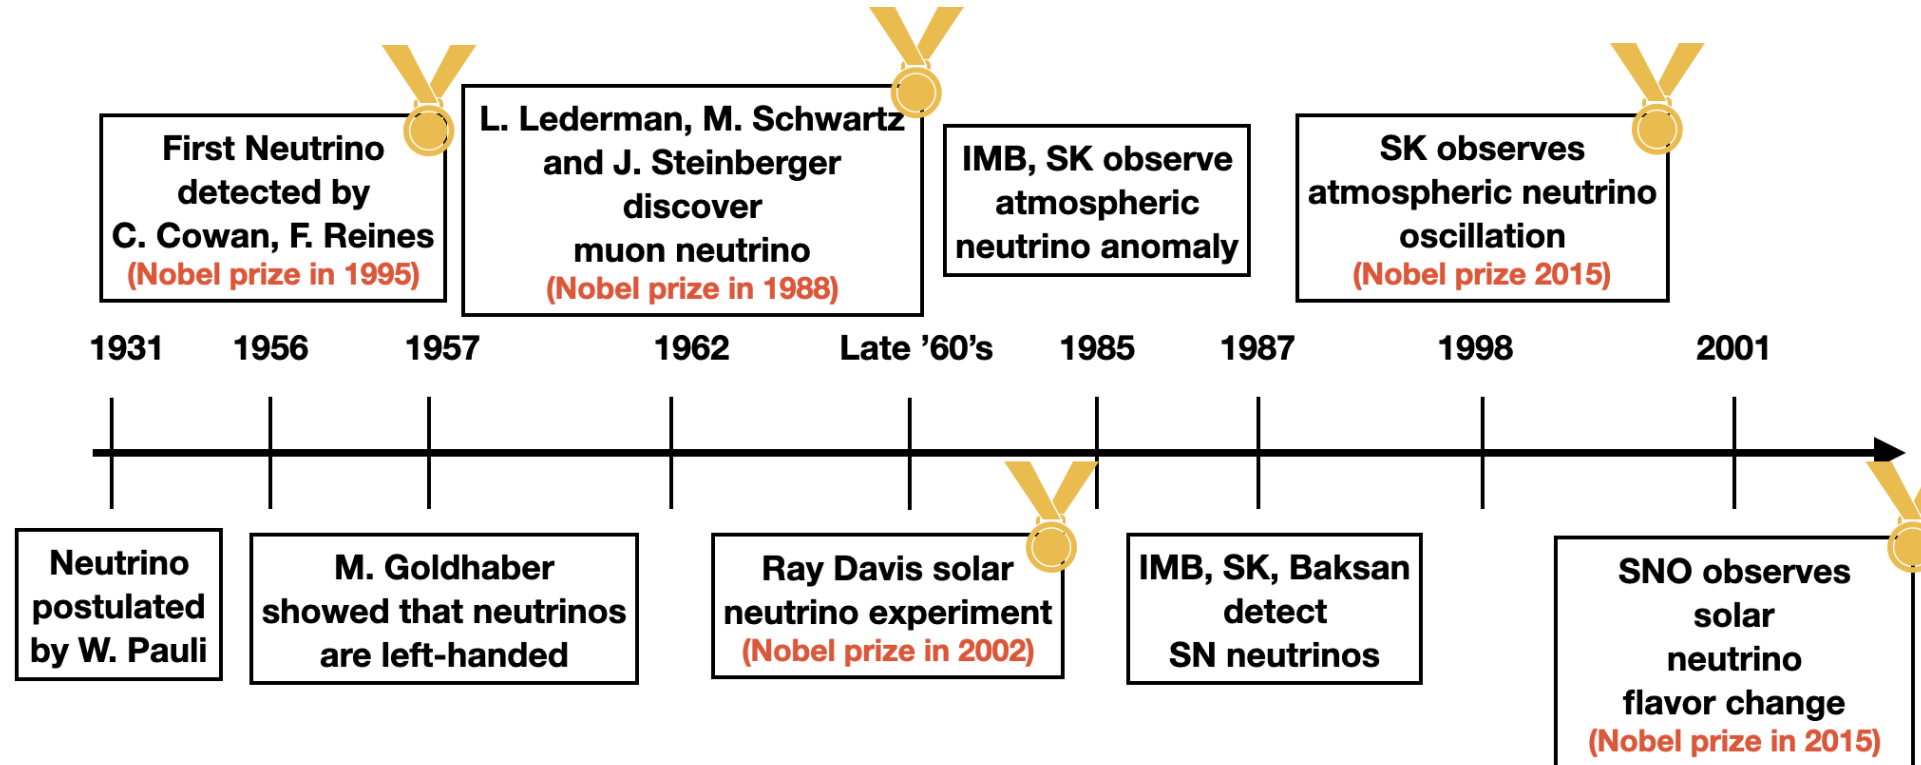 First Neutrino
detected by
C. Cowan, F. Reines
(Nobel prize in 1995)
L. Lederman, M. Schwartz
and J. Steinberger
discover
muon neutrino
(Nobel prize in 1988)
IMB, SK observe
atmospheric
neutrino anomaly
SK observes
atmospheric neutrino
oscillation
(Nobel prize 2015)
1931 1956 1957 1962 Late ’60’s 1985 1987 1998 2001
Neutrino
postulated
by W. Pauli
M. Goldhaber
showed that neutrinos
are left-handed
Ray Davis solar
neutrino experiment
(Nobel prize in 2002)
IMB, SK, Baksan
detect
SN neutrinos
SNO observes
solar
neutrino
flavor change
(Nobel prize in 2015)